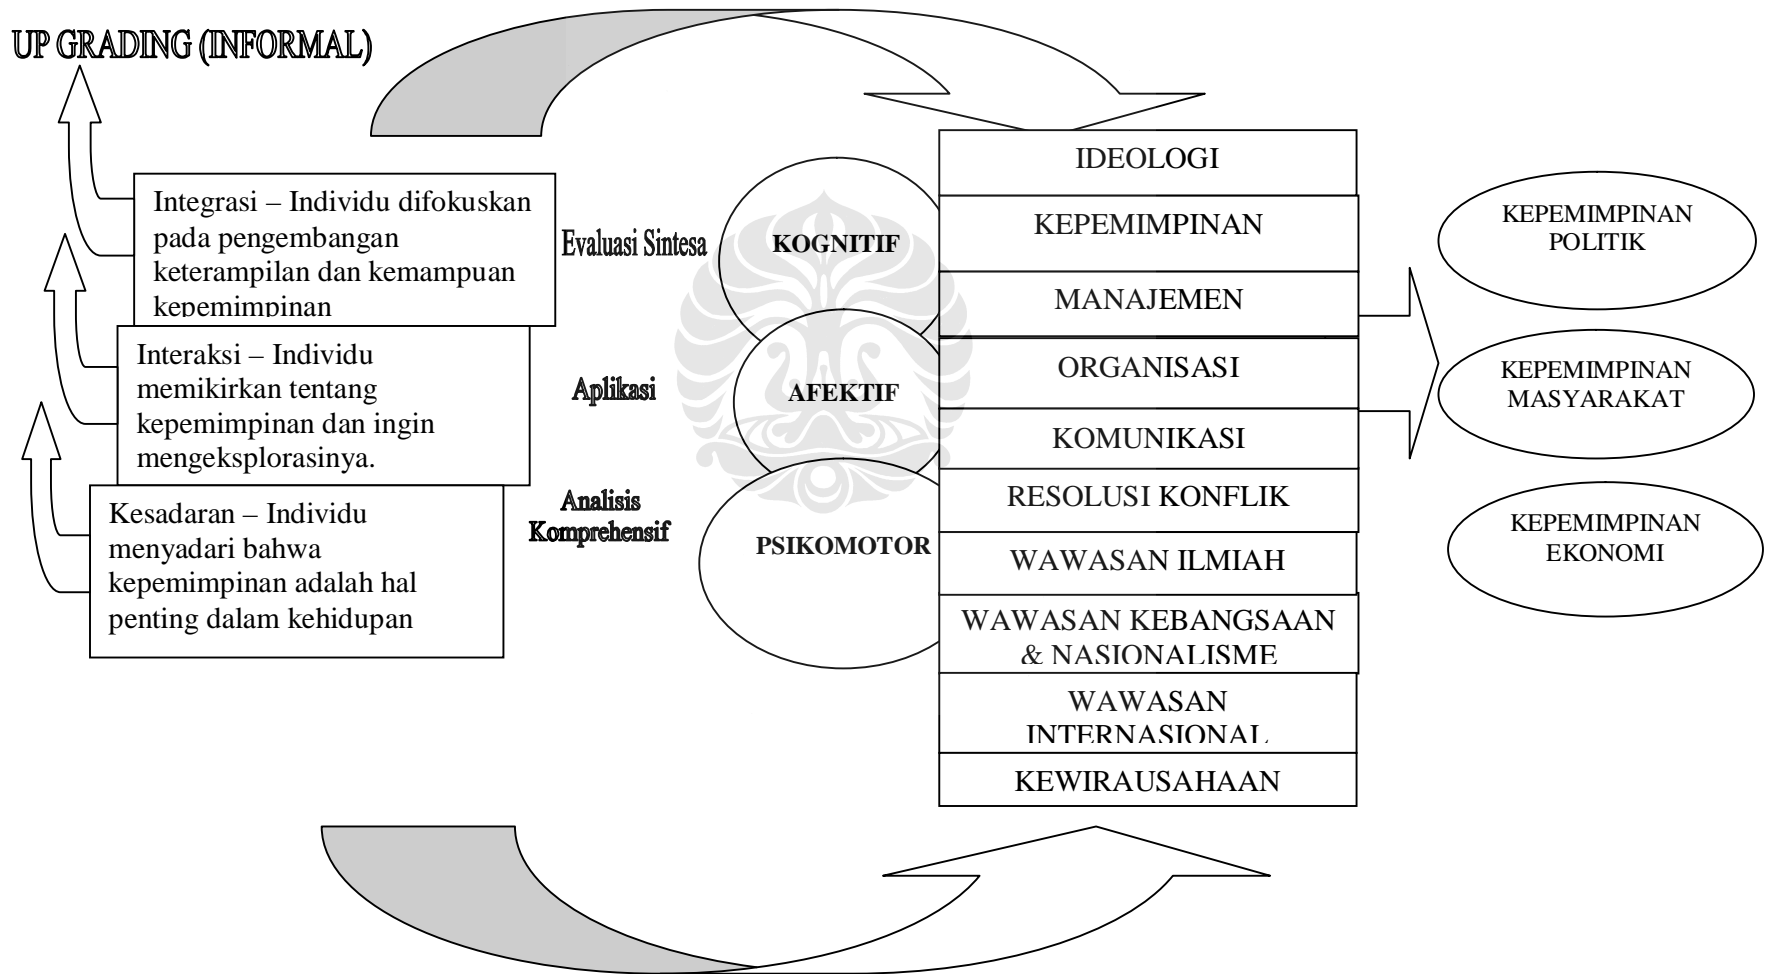 UP GRADING (INFORMAL)
Integrasi – Individu difokuskan
pada pengembangan
keterampilan dan kemampuan
kepemimpinan
Interaksi – Individu
memikirkan tentang
kepemimpinan dan ingin
mengeksplorasinya.
Kesadaran – Individu
menyadari bahwa
kepemimpinan adalah hal
penting dalam kehidupan
Evaluasi Sintesa
Aplikasi
Analisis
Komprehensif
KOGNITIF
AFEKTIF
PSIKOMOTOR
IDEOLOGI
KEPEMIMPINAN
MANAJEMEN
ORGANISASI
KOMUNIKASI
RESOLUSI KONFLIK
WAWASAN ILMIAH
WAWASAN KEBANGSAAN
& NASIONALISME
WAWASAN
INTERNASIONAL
KEWIRAUSAHAAN
KEPEMIMPINAN
POLITIK
KEPEMIMPINAN
MASYARAKAT
KEPEMIMPINAN
EKONOMI